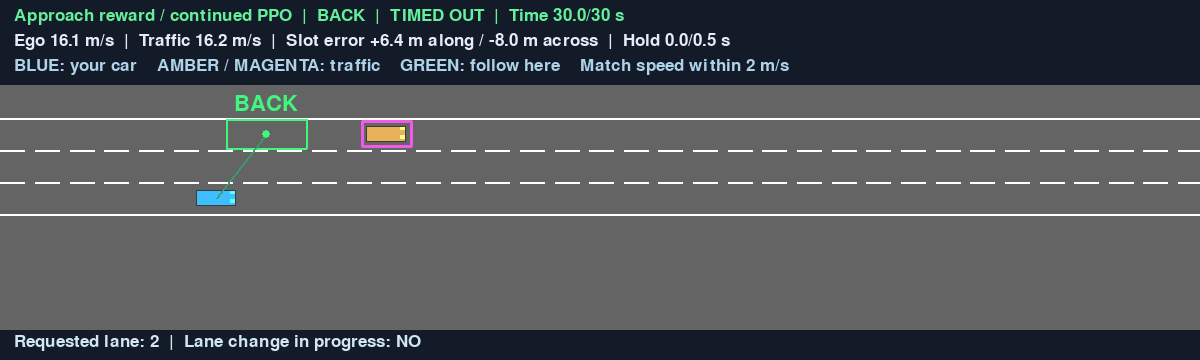 Approach reward / continued PPO | BACK | TIMED OUT | Time 30.0/30 s
Ego 16.1 m/s | Traffic 16.2 m/s | Slot error +6.4 m along / -8.0 m across | Hold 0.0/0.5 s
BLUE: your car AMBER / MAGENTA: traffic GREEN: follow here Match speed within 2 m/s
BACK
Requested lane: 2 | Lane change in progress: NO